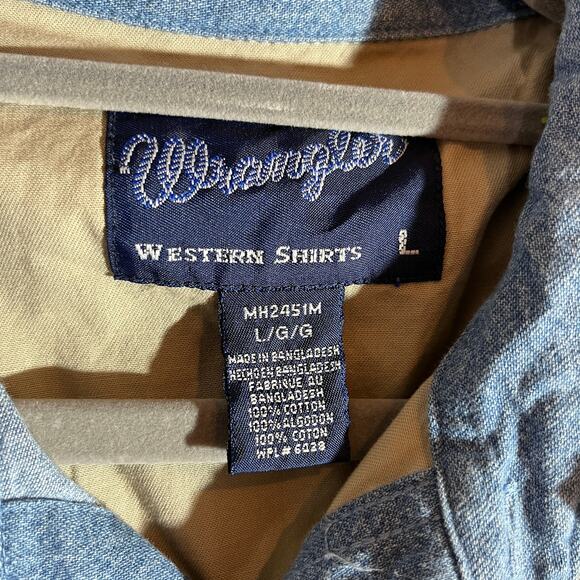 Wrangler
WESTERN SHIRTS L
MH2451M
L/G/G
MADE IN BANGLADESH
HECHO EN BANGLADESH
FABRIQUE AU
BANGLADESH
100% COTTON
100% ALGODON
100% COTON
WPL# 6428